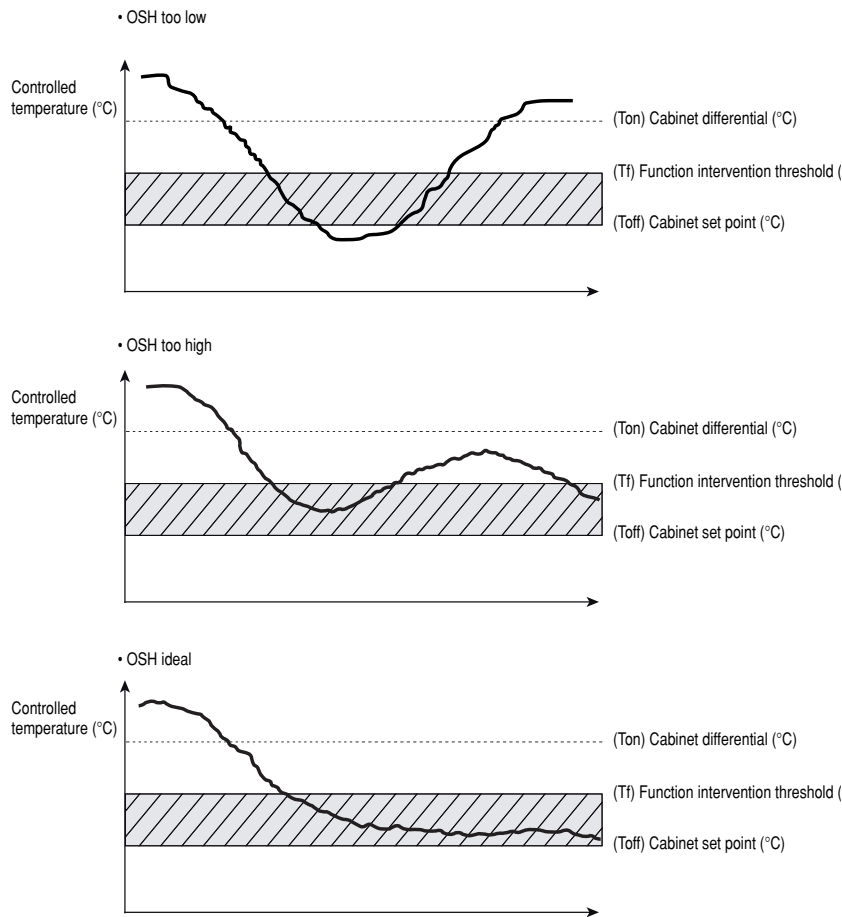 • OSH too low
Controlled
temperature (°C)
(Ton) Cabinet differential (°C)
(Tf) Function intervention threshold (
(Toff) Cabinet set point (°C)
• OSH too high
Controlled
temperature (°C)
(Ton) Cabinet differential (°C)
(Tf) Function intervention threshold (
(Toff) Cabinet set point (°C)
• OSH ideal
Controlled
temperature (°C)
(Ton) Cabinet differential (°C)
(Tf) Function intervention threshold (
(Toff) Cabinet set point (°C)